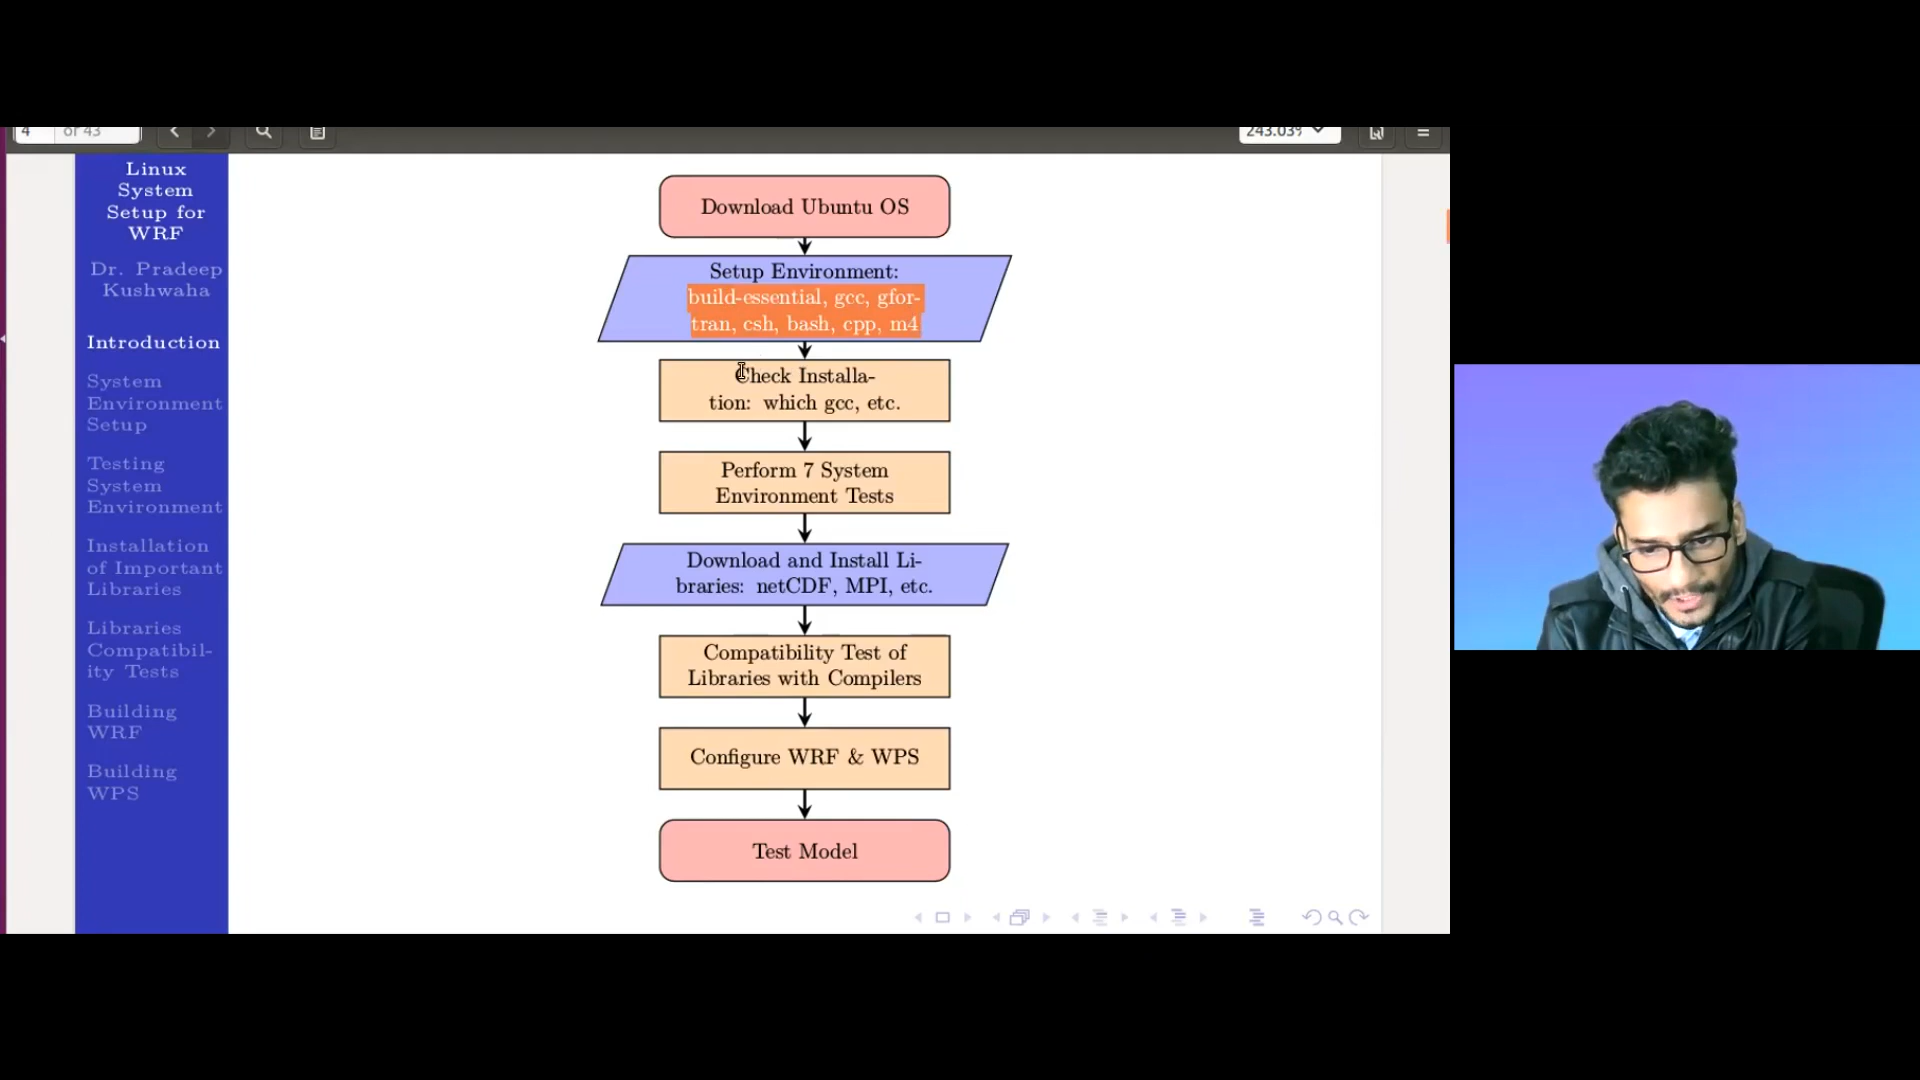 4
of 43
243.03%
Linux
System
Setup for
WRF
Dr. Pradeep
Kushwaha
Introduction
System
Environment
Setup
Testing
System
Environment
Installation
of Important
Libraries
Libraries
Compatibil-
ity Tests
Building
WRF
Building
WPS
Download Ubuntu OS
Setup Environment:
build-essential, gcc, gfor-
tran, csh, bash, cpp, m4
Check Installa-
tion: which gcc, etc.
Perform 7 System
Environment Tests
Download and Install Li-
braries: netCDF, MPI, etc.
Compatibility Test of
Libraries with Compilers
Configure WRF & WPS
Test Model